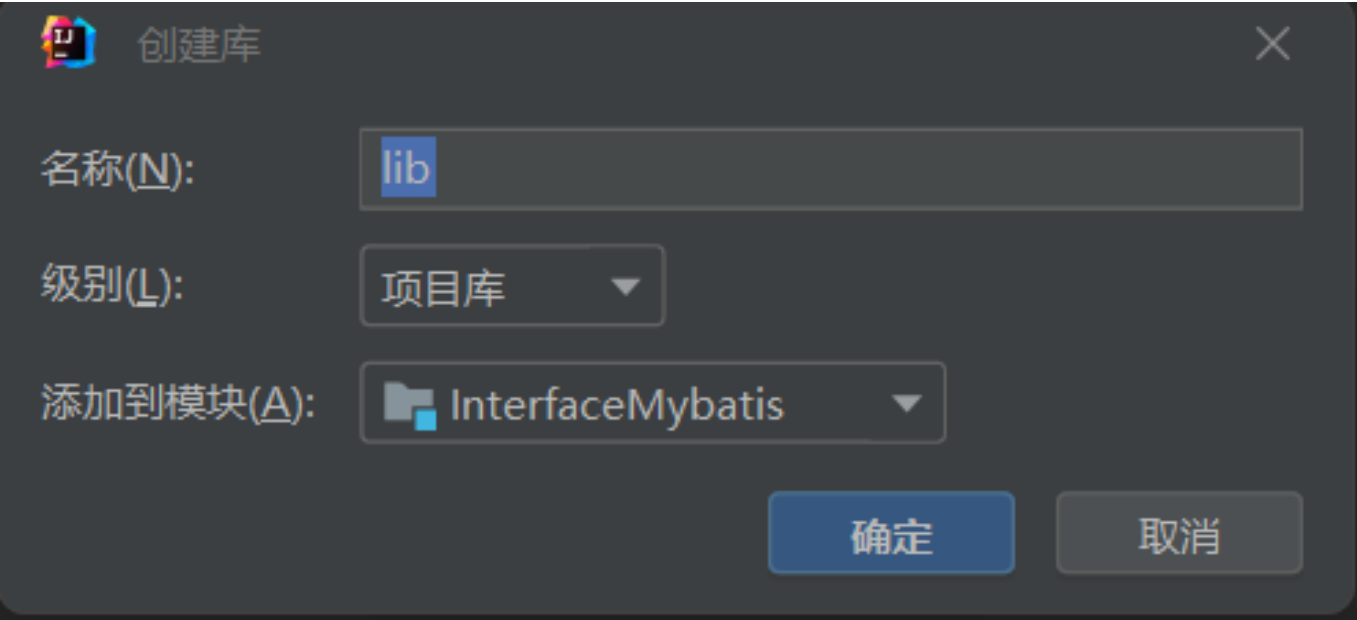 IJ
创建库
名称(N):
lib
级别(L):
项目库
添加到模块(A):
InterfaceMybatis
确定
取消